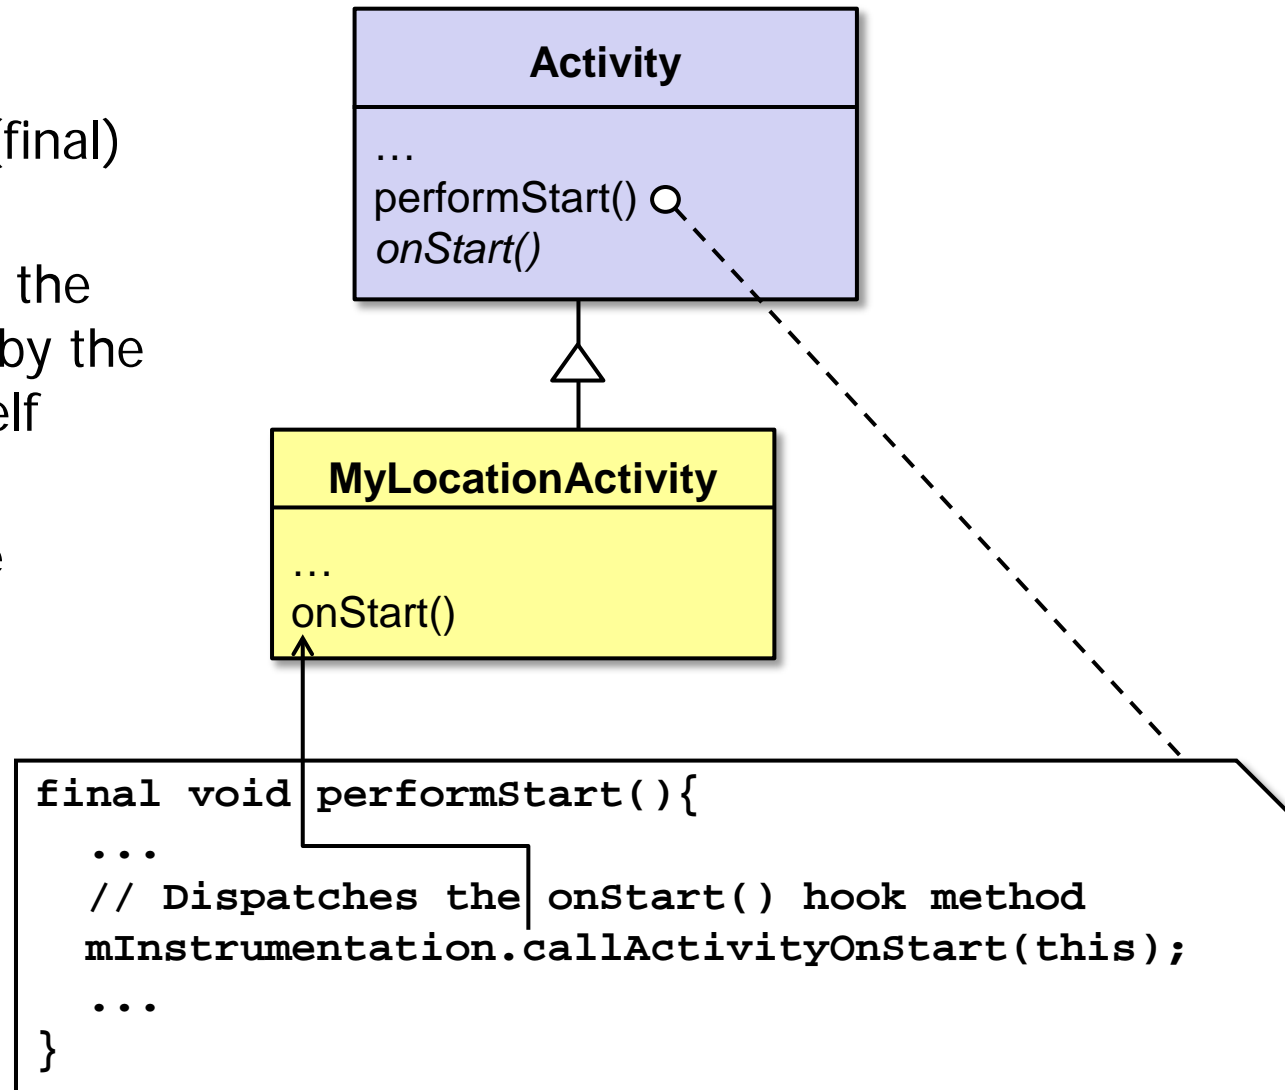 (final)
the
by the
elf
e
Activity
…
performStart()
onStart()
MyLocationActivity
…
onStart()
final void performStart(){
...
// Dispatches the onStart() hook method
mInstrumentation.callActivityOnStart(this);
...
}